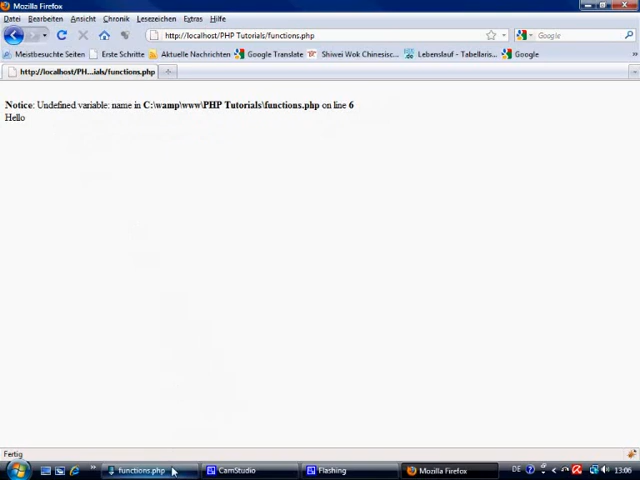 Mozilla Firefox
Datei Bearbeiten Ansicht Chronik Lesezeichen Extras Hilfe
http://localhost/PHP Tutorials/functions.php
Google
Meistbesuchte Seiten Erste Schritte Aktuelle Nachrichten Google Translate Shiwei Wok Chinesisc... Lebenslauf - Tabellaris... Google
http://localhost/PH...ials/functions.php
Notice: Undefined variable: name in C:\wamp\www\PHP Tutorials\functions.php on line 6
Hello
Fertig
functions.php CamStudio Flashing Mozilla Firefox DE 13:06